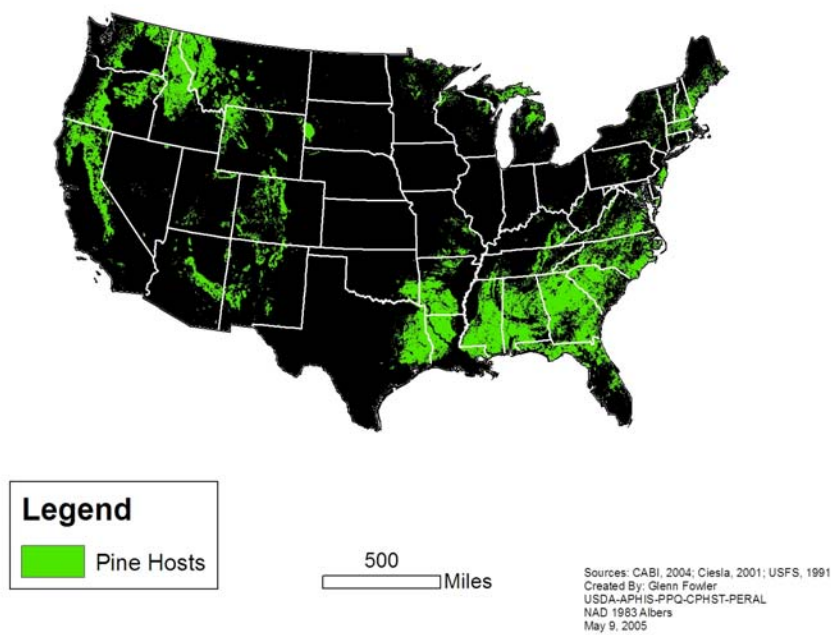 Legend
Pine Hosts
500
Miles
Sources: CABI, 2004; Ciesla, 2001; USFS, 1991
Created By: Glenn Fowler
USDA-APHIS-PPQ-CPHST-PERAL
NAD 1983 Albers
May 9, 2005